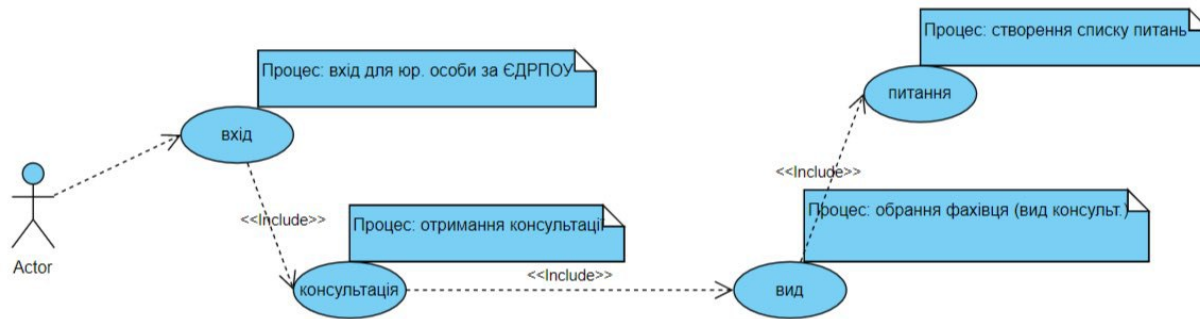 Процес: створення списку питань
Процес: вхід для юр. особи за ЄДРПОУ
питання
вхід
<<Include>>
Процес: обрання фахівця (вид консульт.)
<<Include>>
Процес: отримання консультації
Actor
<<Include>>
консультація
вид